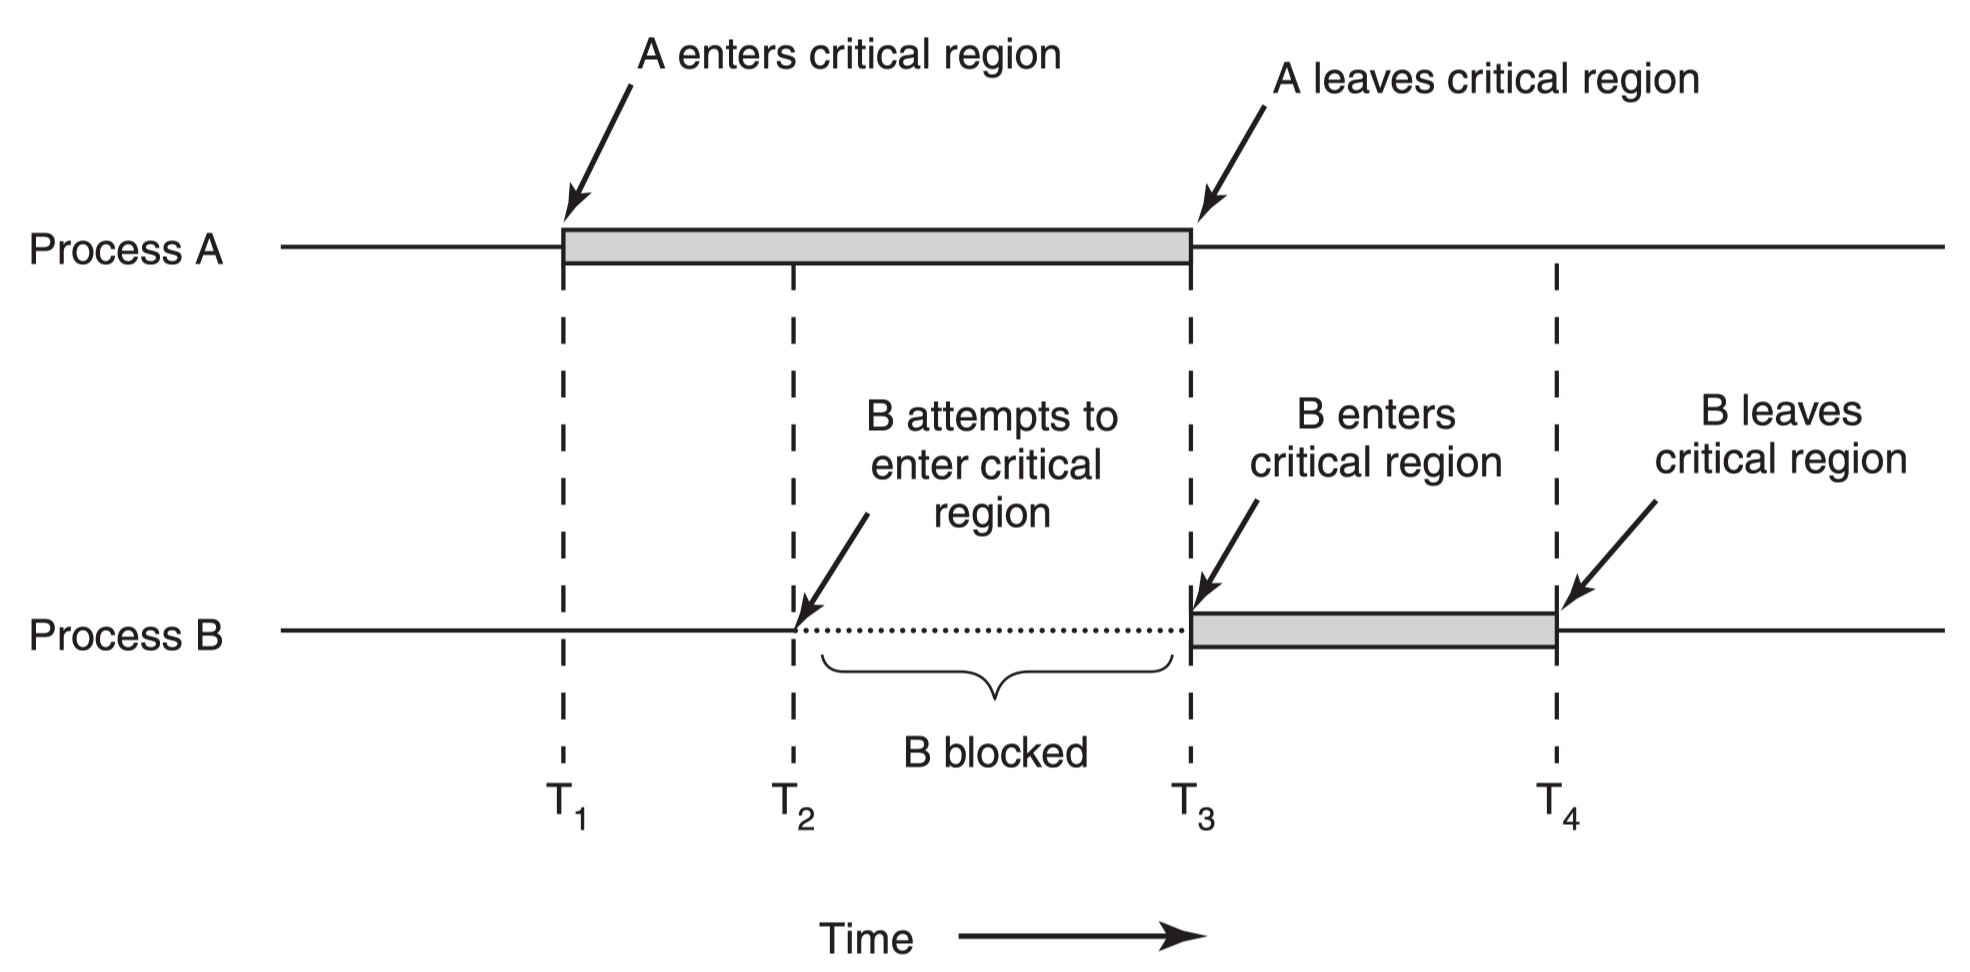 A enters critical region
A leaves critical region
Process A
B attempts to
enter critical
region
B enters
critical region
B leaves
critical region
Process B
B blocked
T1
T2
T3
T4
Time